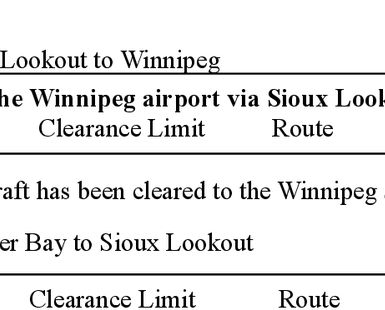 Lookout to Winnipeg
he Winnipeg airport via Sioux Look
Clearance Limit Route
raft has been cleared to the Winnipeg
er Bay to Sioux Lookout
Clearance Limit Route